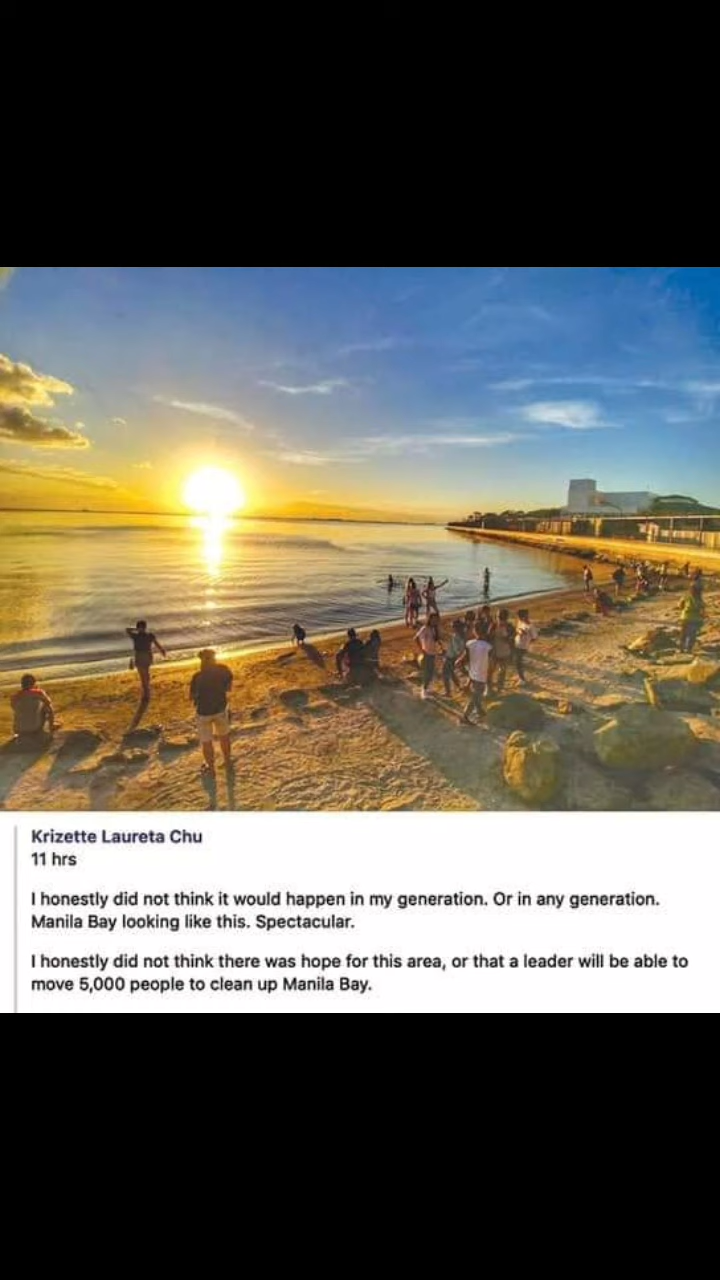 Krizette Laureta Chu
11 hrs
I honestly did not think it would happen in my generation. Or in any generation.
Manila Bay looking like this. Spectacular.
I honestly did not think there was hope for this area, or that a leader will be able to
move 5,000 people to clean up Manila Bay.